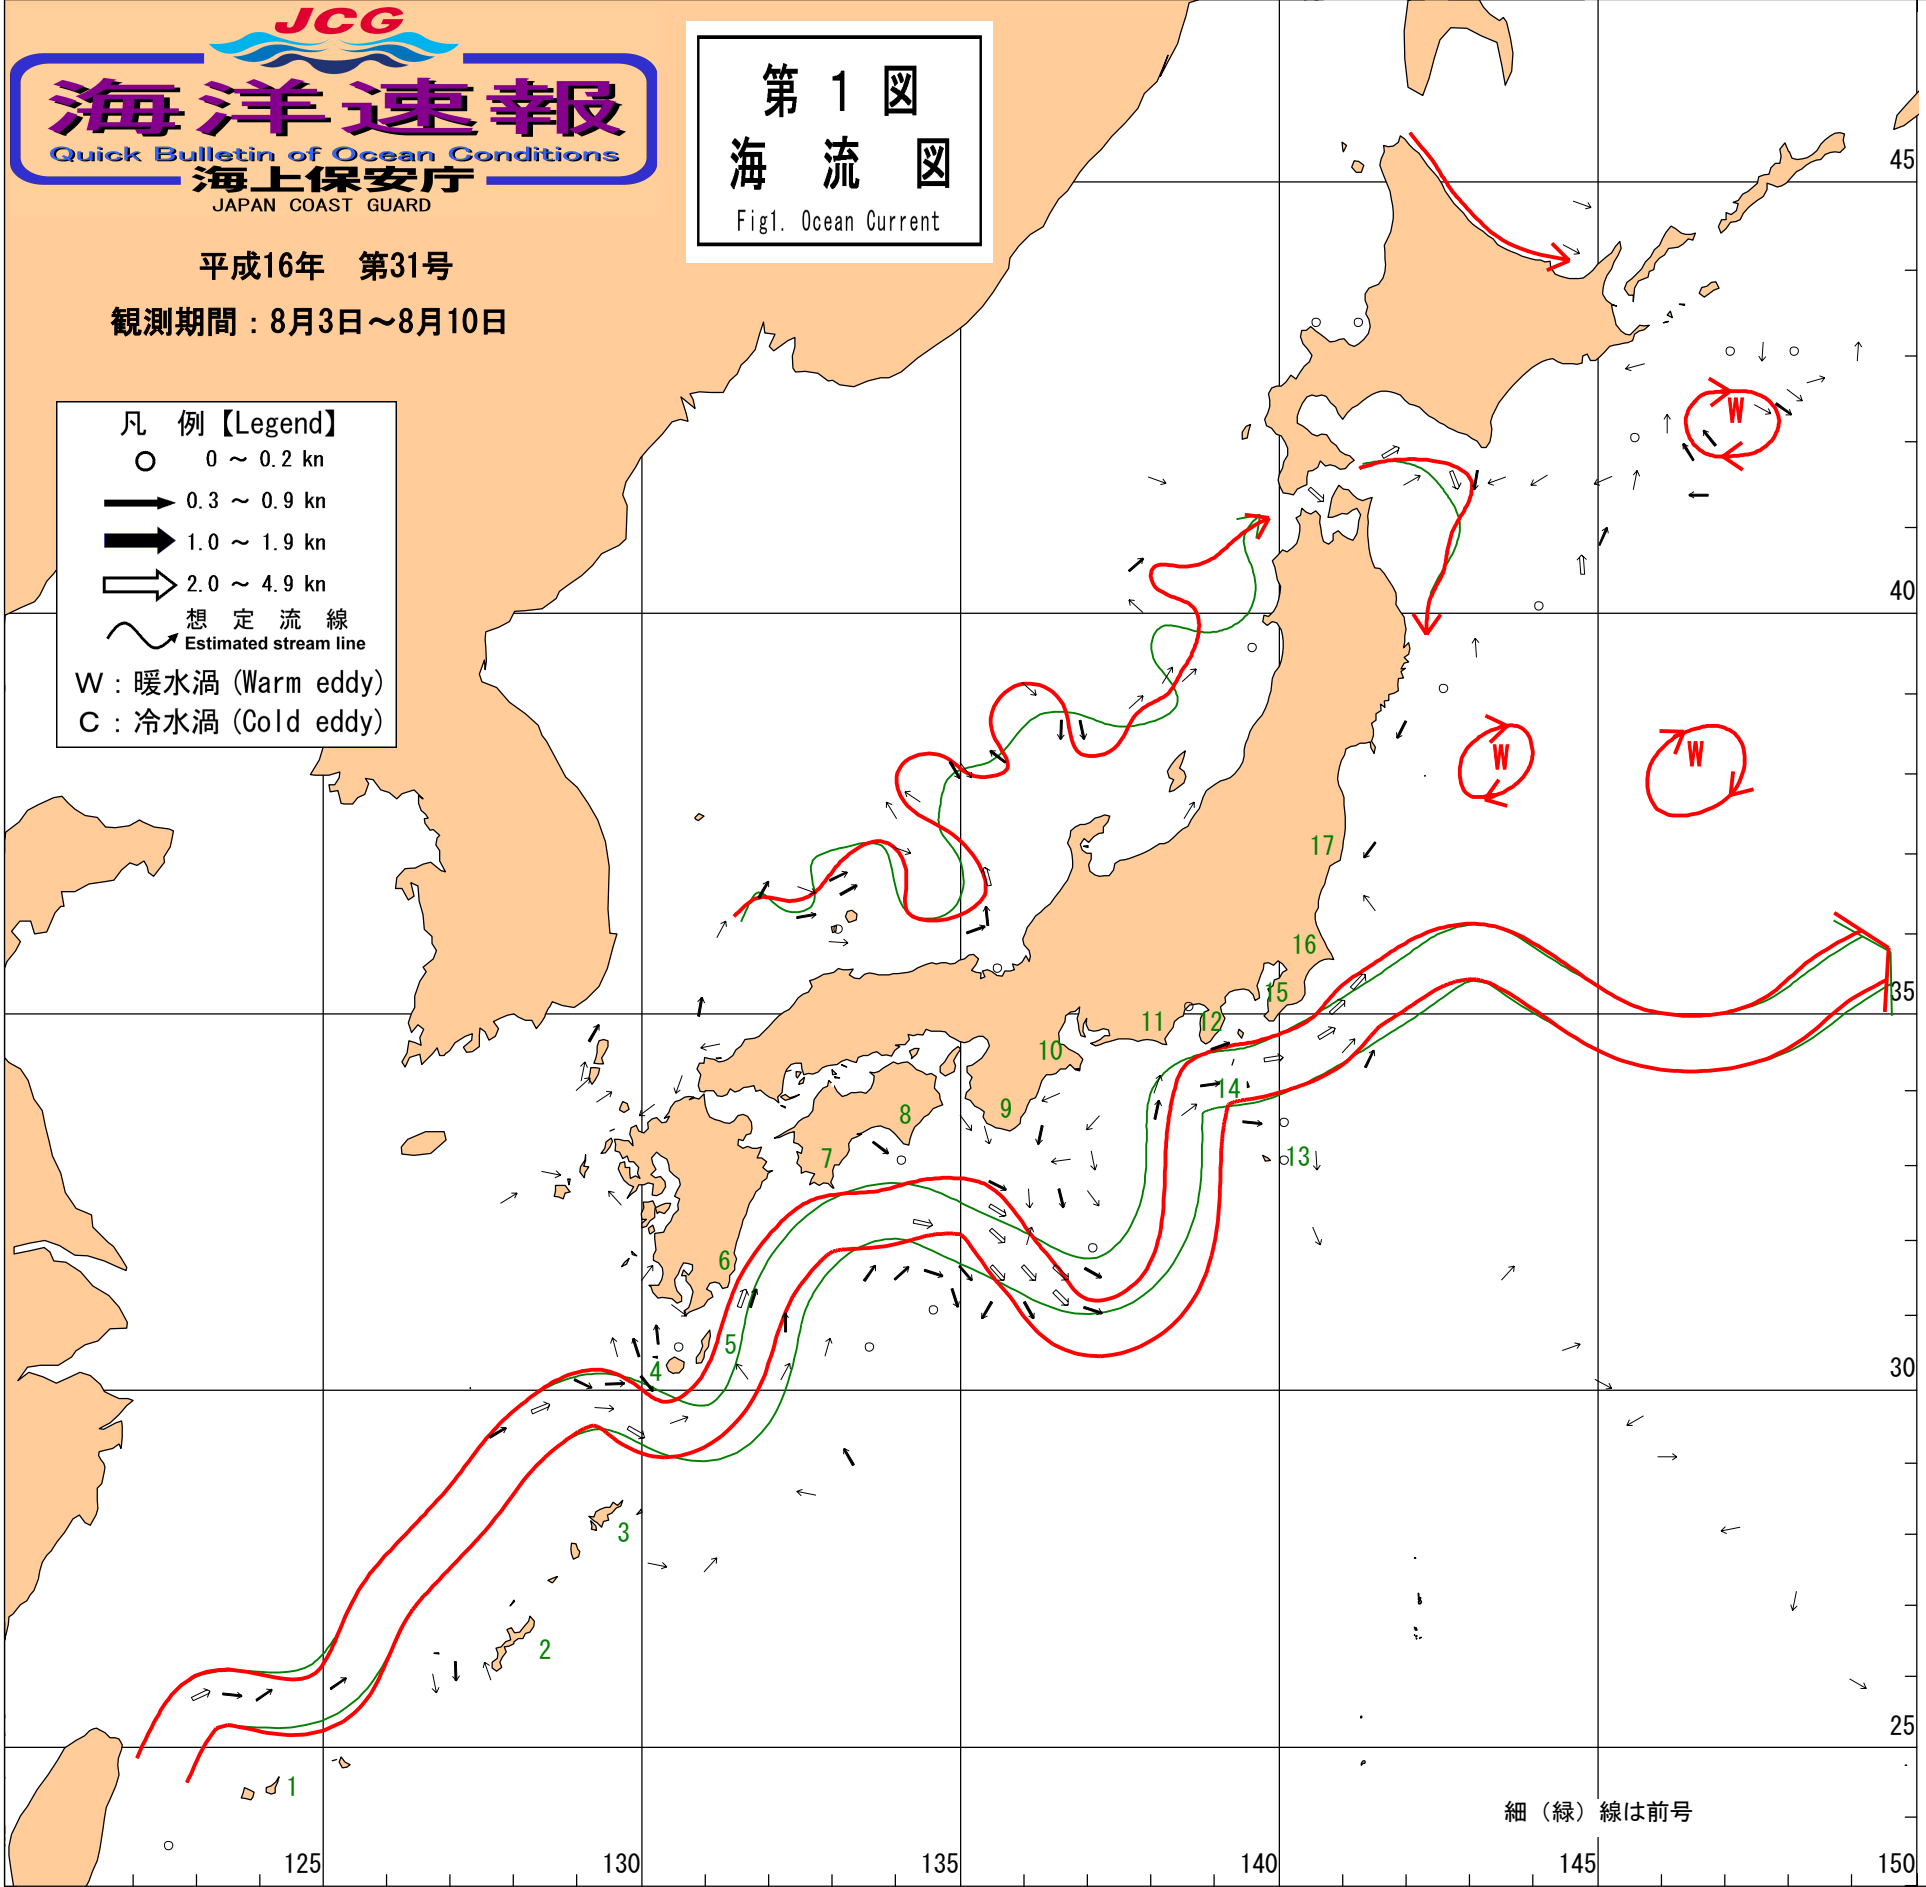 JCG
海洋速報
Quick Bulletin of Ocean Conditions
海上保安庁
JAPAN COAST GUARD
平成16年　第31号
観測期間：8月3日～8月10日
第 1 図
海 流 図
Fig1. Ocean Current
凡 例【Legend】
0 ～ 0.2 kn
0.3 ～ 0.9 kn
1.0 ～ 1.9 kn
2.0 ～ 4.9 kn
想 定 流 線
Estimated stream line
W：暖水渦 (Warm eddy)
C：冷水渦 (Cold eddy)
45
W
40
W
W
17
16
35
15
12
11
10
14
9
8
7
13
6
5
4
30
3
2
25
1
細（緑）線は前号
125
130
135
140
145
150